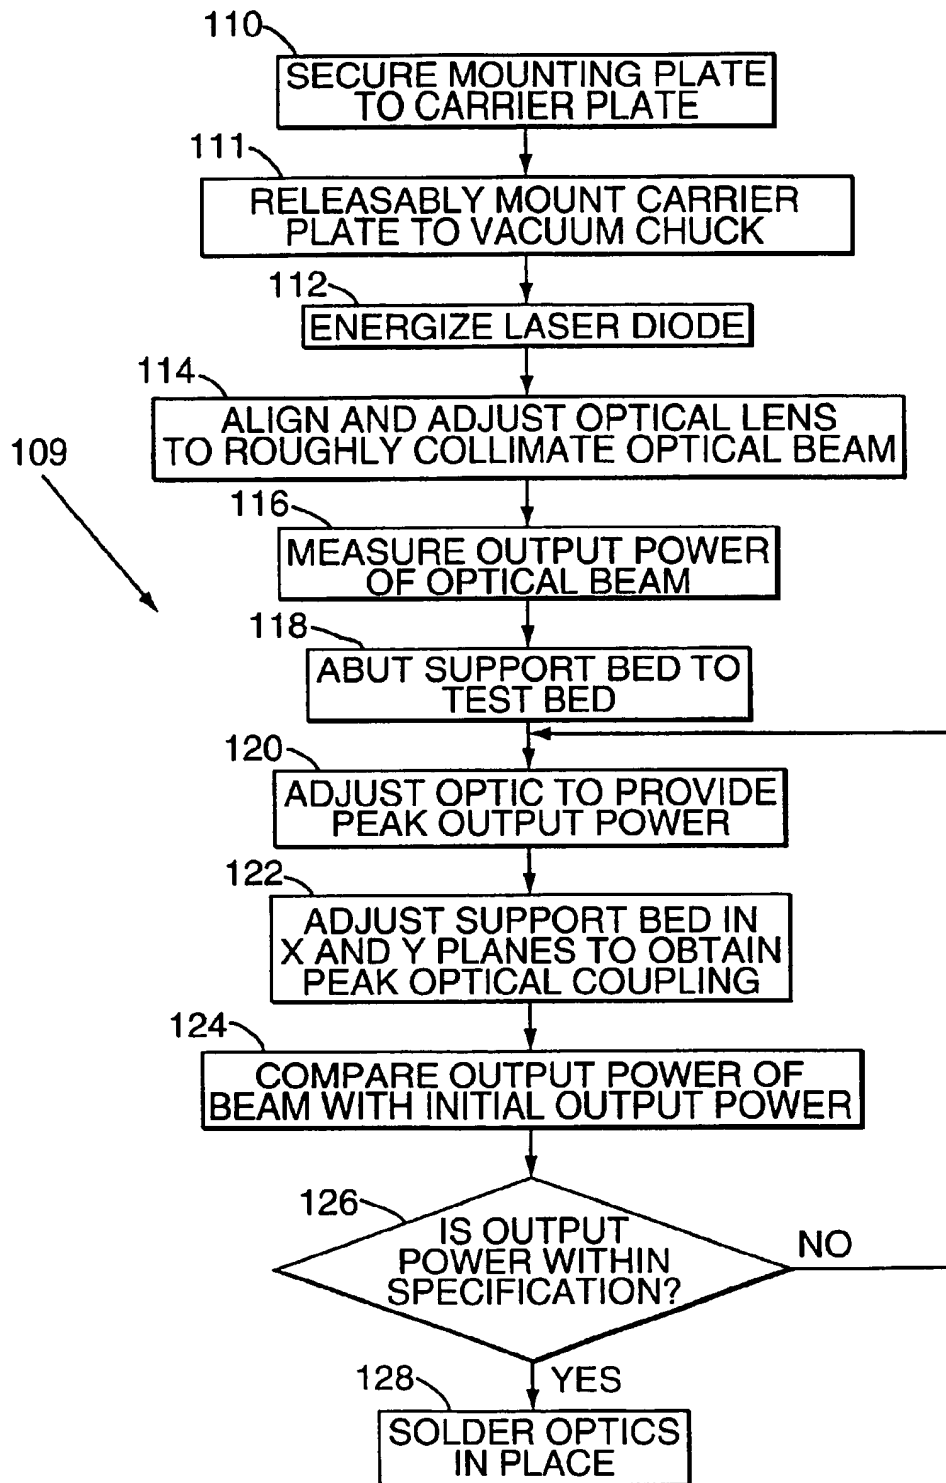 110
SECURE MOUNTING PLATE
TO CARRIER PLATE
111
RELEASABLY MOUNT CARRIER
PLATE TO VACUUM CHUCK
112
ENERGIZE LASER DIODE
114
ALIGN AND ADJUST OPTICAL LENS
TO ROUGHLY COLLIMATE OPTICAL BEAM
109
116
MEASURE OUTPUT POWER
OF OPTICAL BEAM
118
ABUT SUPPORT BED TO
TEST BED
120
ADJUST OPTIC TO PROVIDE
PEAK OUTPUT POWER
122
ADJUST SUPPORT BED IN
X AND Y PLANES TO OBTAIN
PEAK OPTICAL COUPLING
124
COMPARE OUTPUT POWER OF
BEAM WITH INITIAL OUTPUT POWER
126
IS OUTPUT
POWER WITHIN
SPECIFICATION?
NO
YES
128
SOLDER OPTICS
IN PLACE